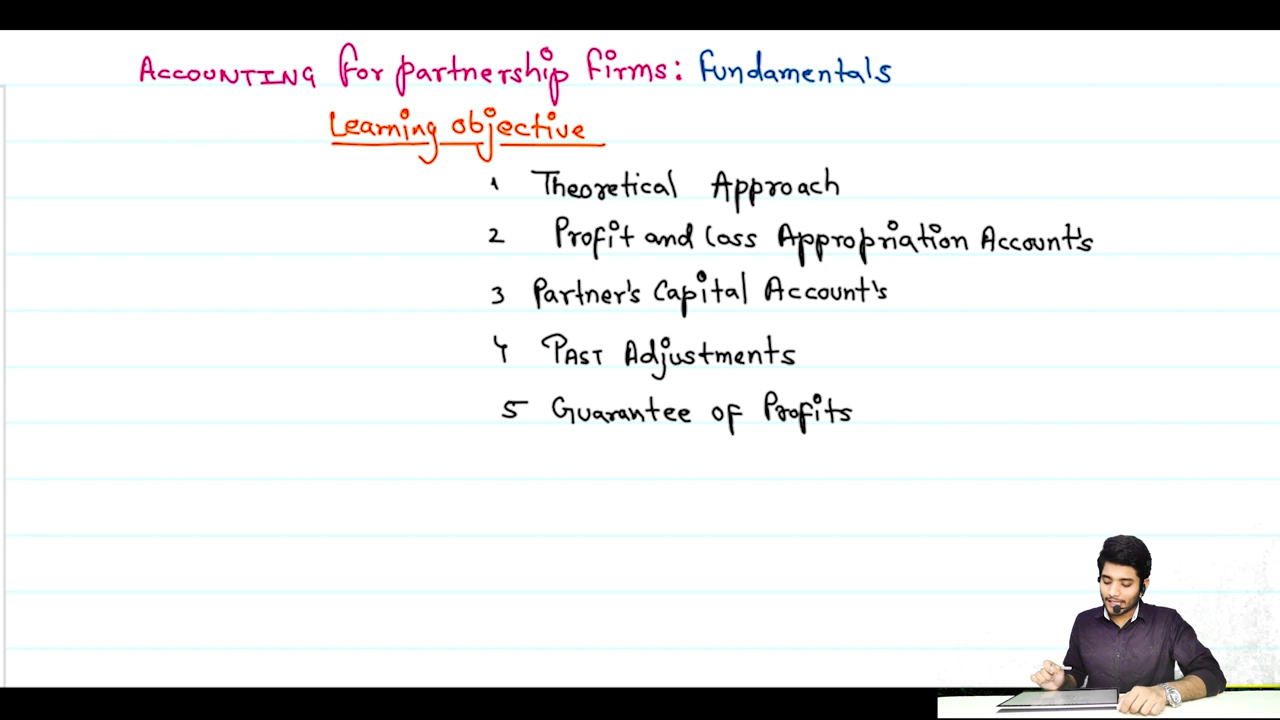 ACCOUNTING for partnership firms: fundamentals
Learning objective
1 Theoretical Approach
2 Profit and Loss Appropriation Account's
3 Partner's Capital Account's
4 PAST Adjustments
5 Guarantee of Profits